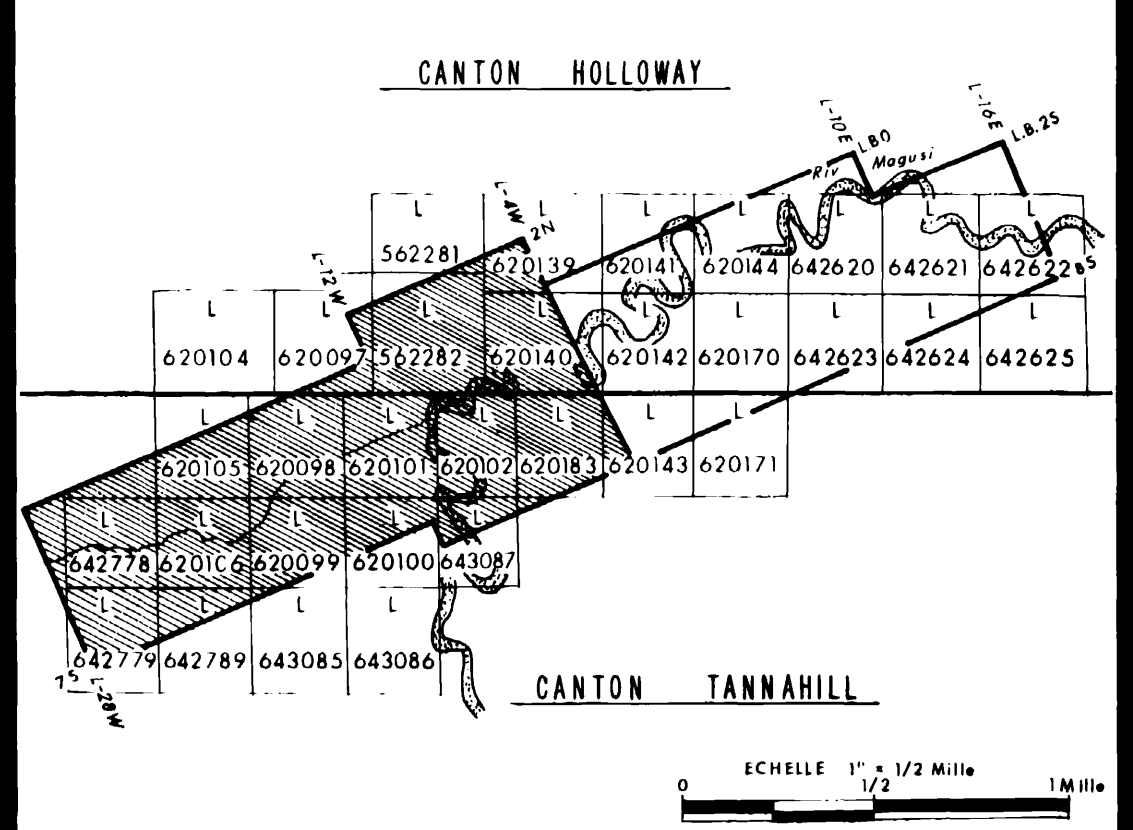 CANTON HOLLOWAY
L-10E
L.B0
L-16E
L.B.2S
Riv Magusi
L-4W
2N
L L L L L L L
562281 620139 620141 620144 642620 642621 642622
8S
L-12W
L L L L L L L L L
620104 620097 562282 620140 620142 620170 642623 642624 642625
L L L L L L L
620105 620098 620101 620102 620183 620143 620171
L L L L L
642778 620106 620099 620100 643087
L L L L
642779 642789 643085 643086
7S
L-28W
CANTON TANNAHILL
ECHELLE 1" = 1/2 Mille
0 1/2 1 Mille